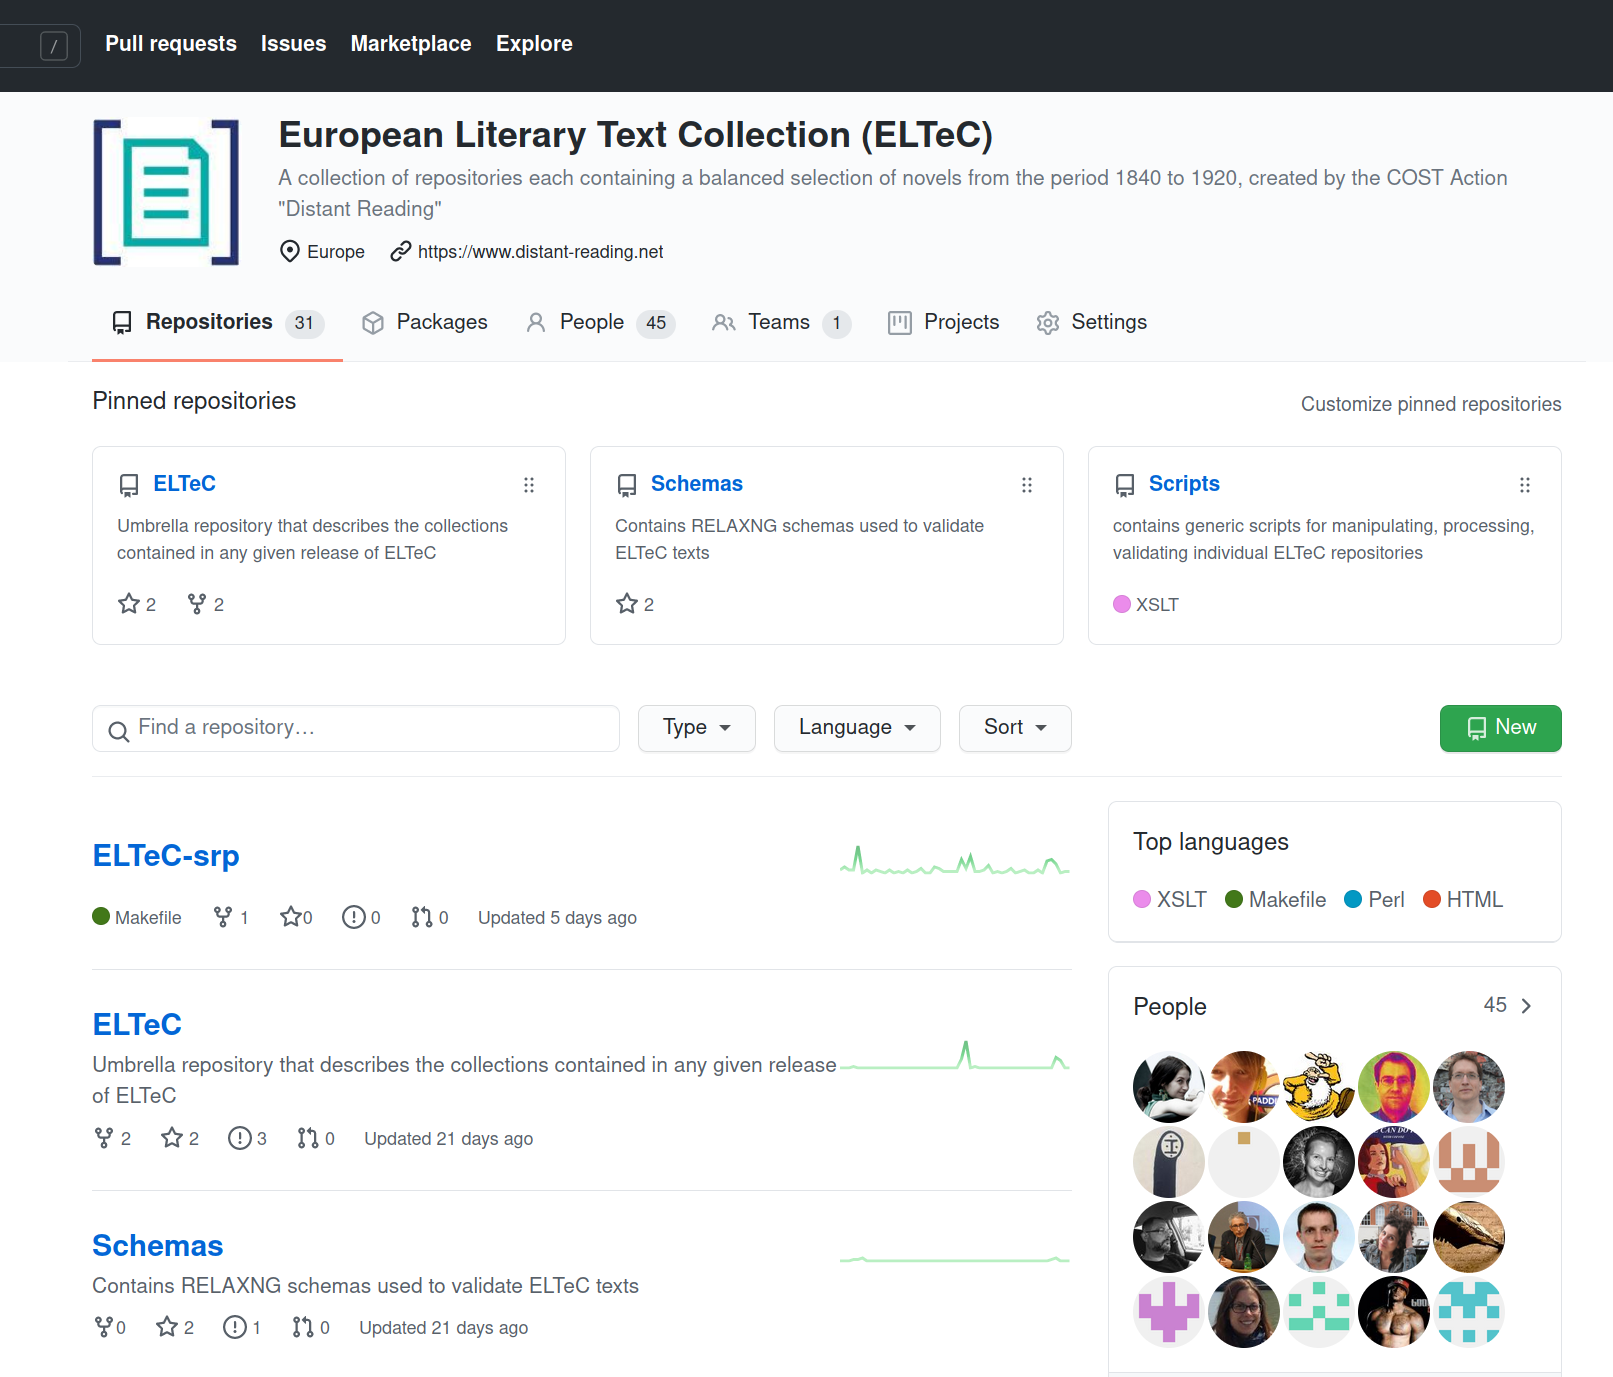 / Pull requests Issues Marketplace Explore
European Literary Text Collection (ELTeC)
A collection of repositories each containing a balanced selection of novels from the period 1840 to 1920, created by the COST Action
"Distant Reading"
Europe https://www.distant-reading.net
Repositories 31 Packages People 45 Teams 1 Projects Settings
Pinned repositories Customize pinned repositories
ELTeC
Umbrella repository that describes the collections
contained in any given release of ELTeC
2 2
Schemas
Contains RELAXNG schemas used to validate
ELTeC texts
2
Scripts
contains generic scripts for manipulating, processing,
validating individual ELTeC repositories
XSLT
Find a repository… Type Language Sort New
ELTeC-srp
Makefile 1 0 0 0 Updated 5 days ago
ELTeC
Umbrella repository that describes the collections contained in any given release
of ELTeC
2 2 3 0 Updated 21 days ago
Schemas
Contains RELAXNG schemas used to validate ELTeC texts
0 2 1 0 Updated 21 days ago
Top languages
XSLT Makefile Perl HTML
People 45
PADDI
CAN DO